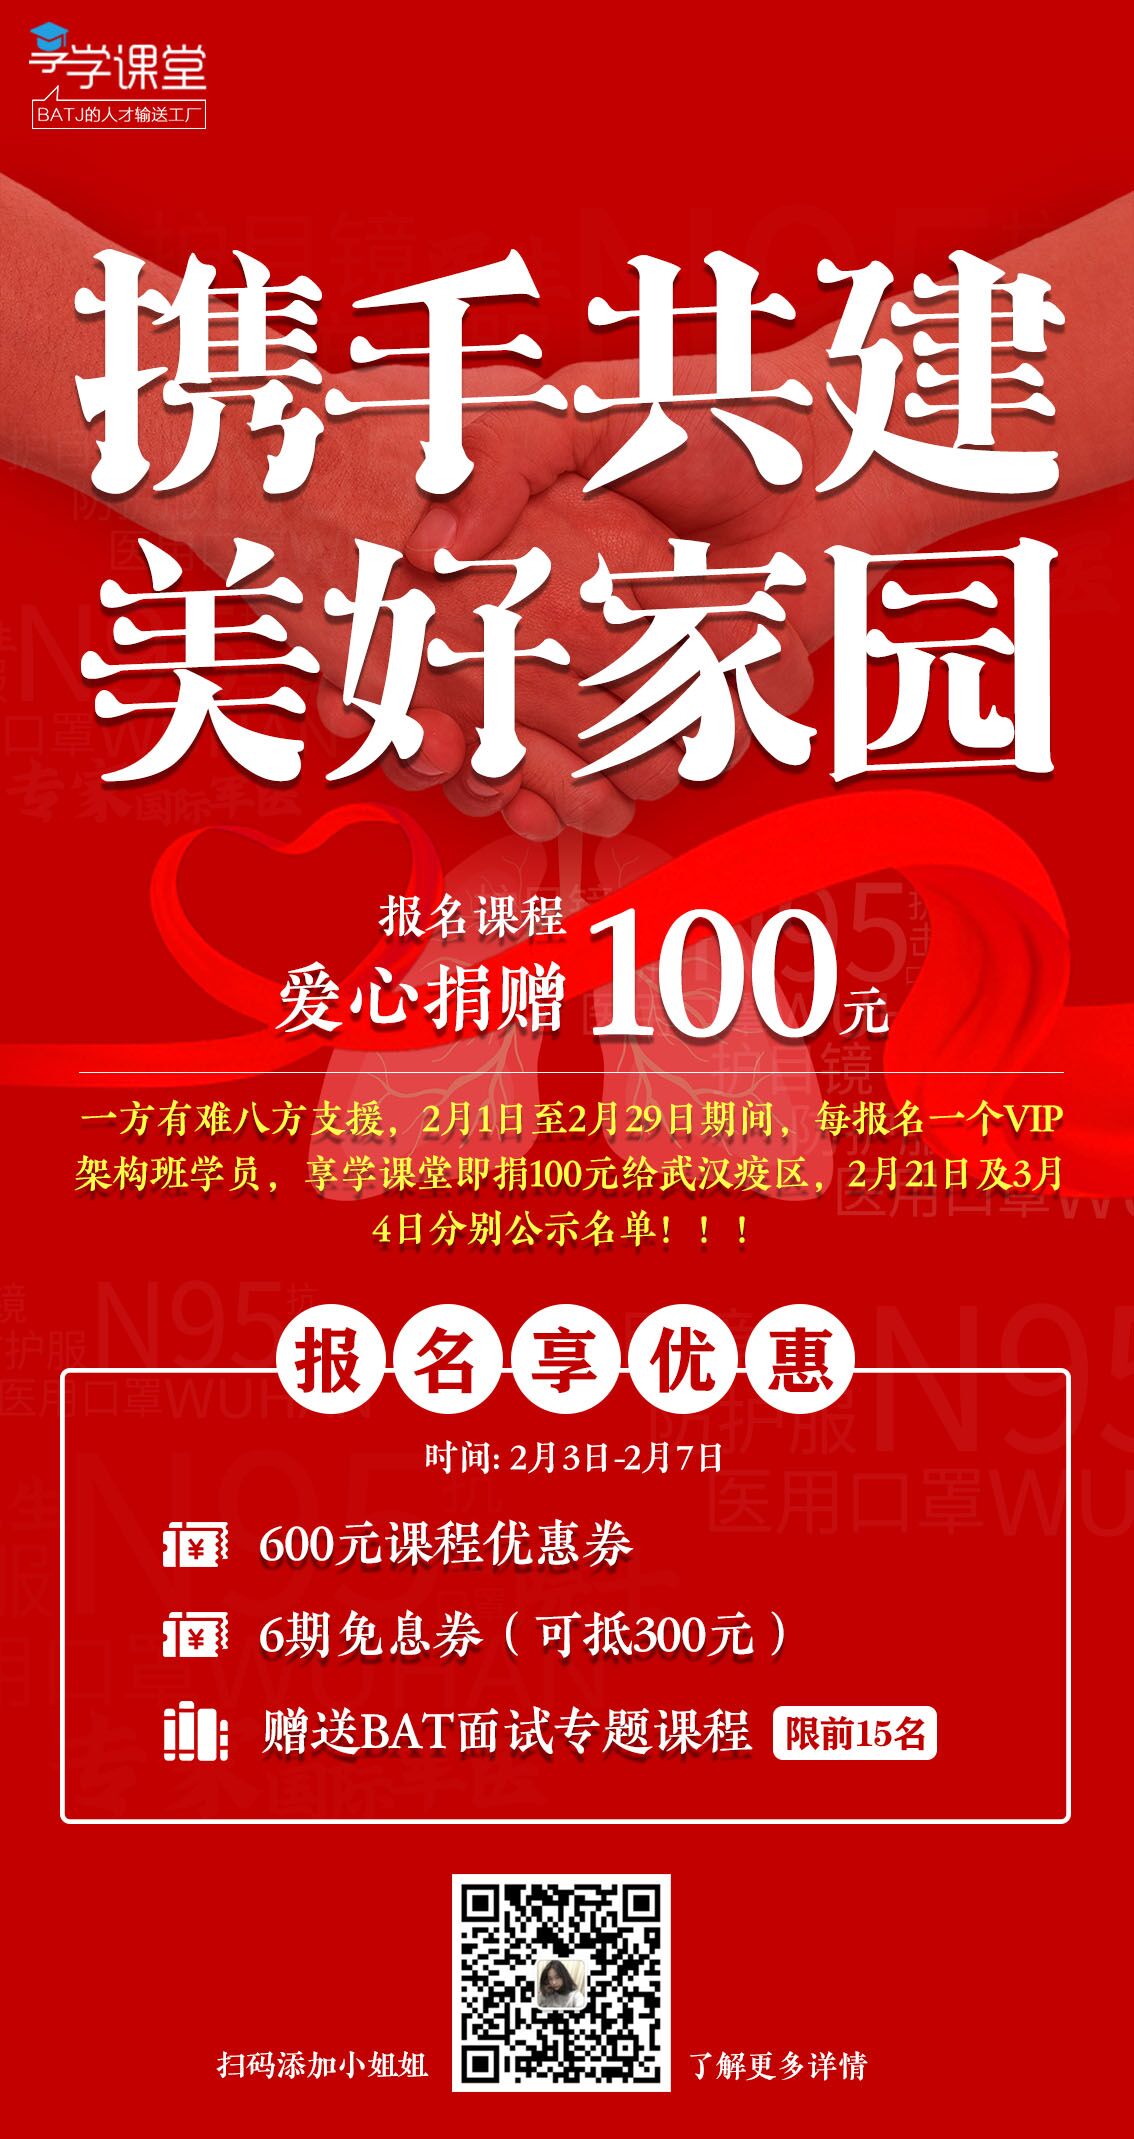 享学课堂
BATJ的人才输送工厂
携手共建
美好家园
报名课程
爱心捐赠 100元
一方有难八方支援，2月1日至2月29日期间，每报名一个VIP
架构班学员，享学课堂即捐100元给武汉疫区，2月21日及3月
4日分别公示名单！！！
报名享优惠
时间: 2月3日-2月7日
600元课程优惠券
6期免息券（可抵300元）
赠送BAT面试专题课程 限前15名
扫码添加小姐姐 了解更多详情